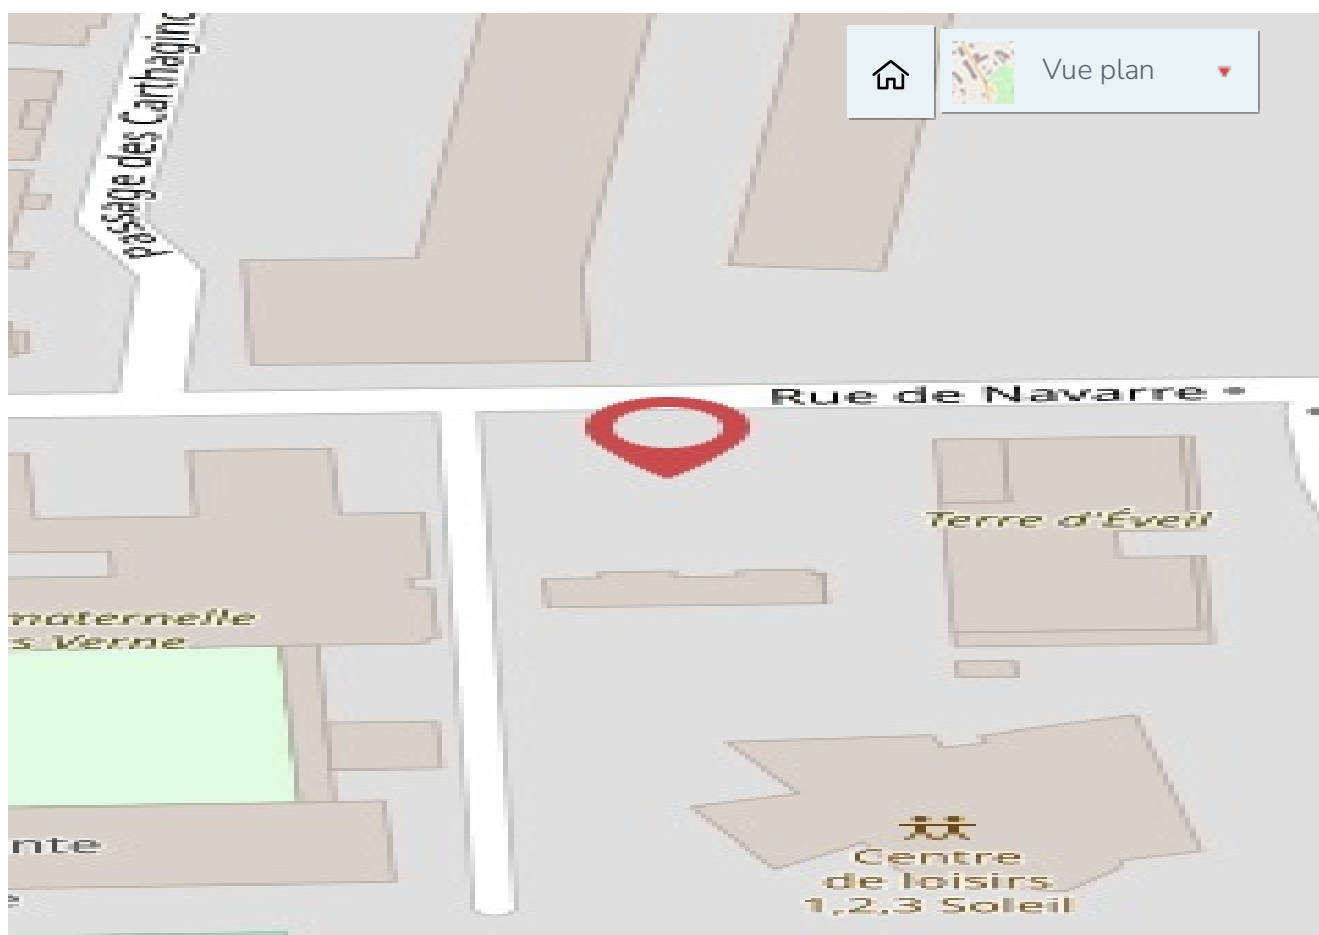 passage des Carthagino
Vue plan
Rue de Navarre
Terre d'Éveil
maternelle
s Verne
nte
e
Centre
de loisirs
1,2,3 Soleil